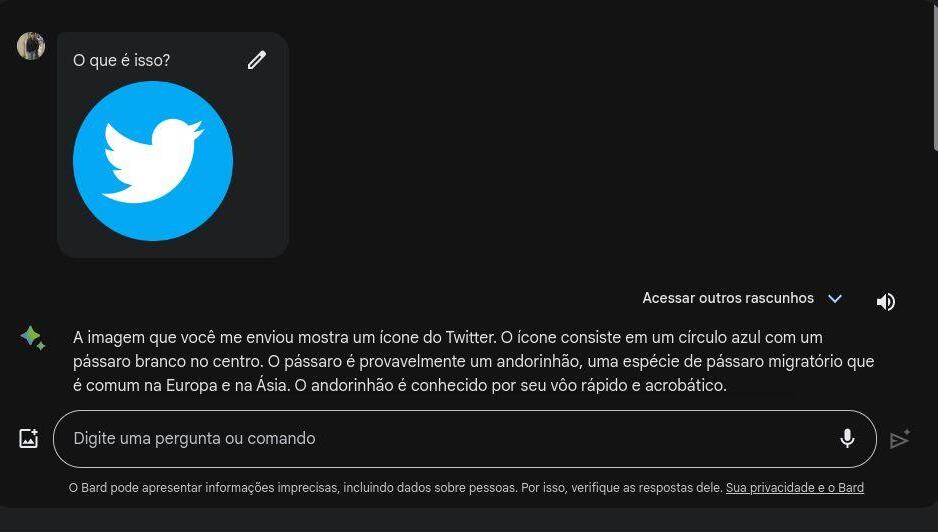 O que é isso?
Acessar outros rascunhos
A imagem que você me enviou mostra um ícone do Twitter. O ícone consiste em um círculo azul com um
pássaro branco no centro. O pássaro é provavelmente um andorinhão, uma espécie de pássaro migratório que
é comum na Europa e na Ásia. O andorinhão é conhecido por seu vôo rápido e acrobático.
Digite uma pergunta ou comando
O Bard pode apresentar informações imprecisas, incluindo dados sobre pessoas. Por isso, verifique as respostas dele. Sua privacidade e o Bard